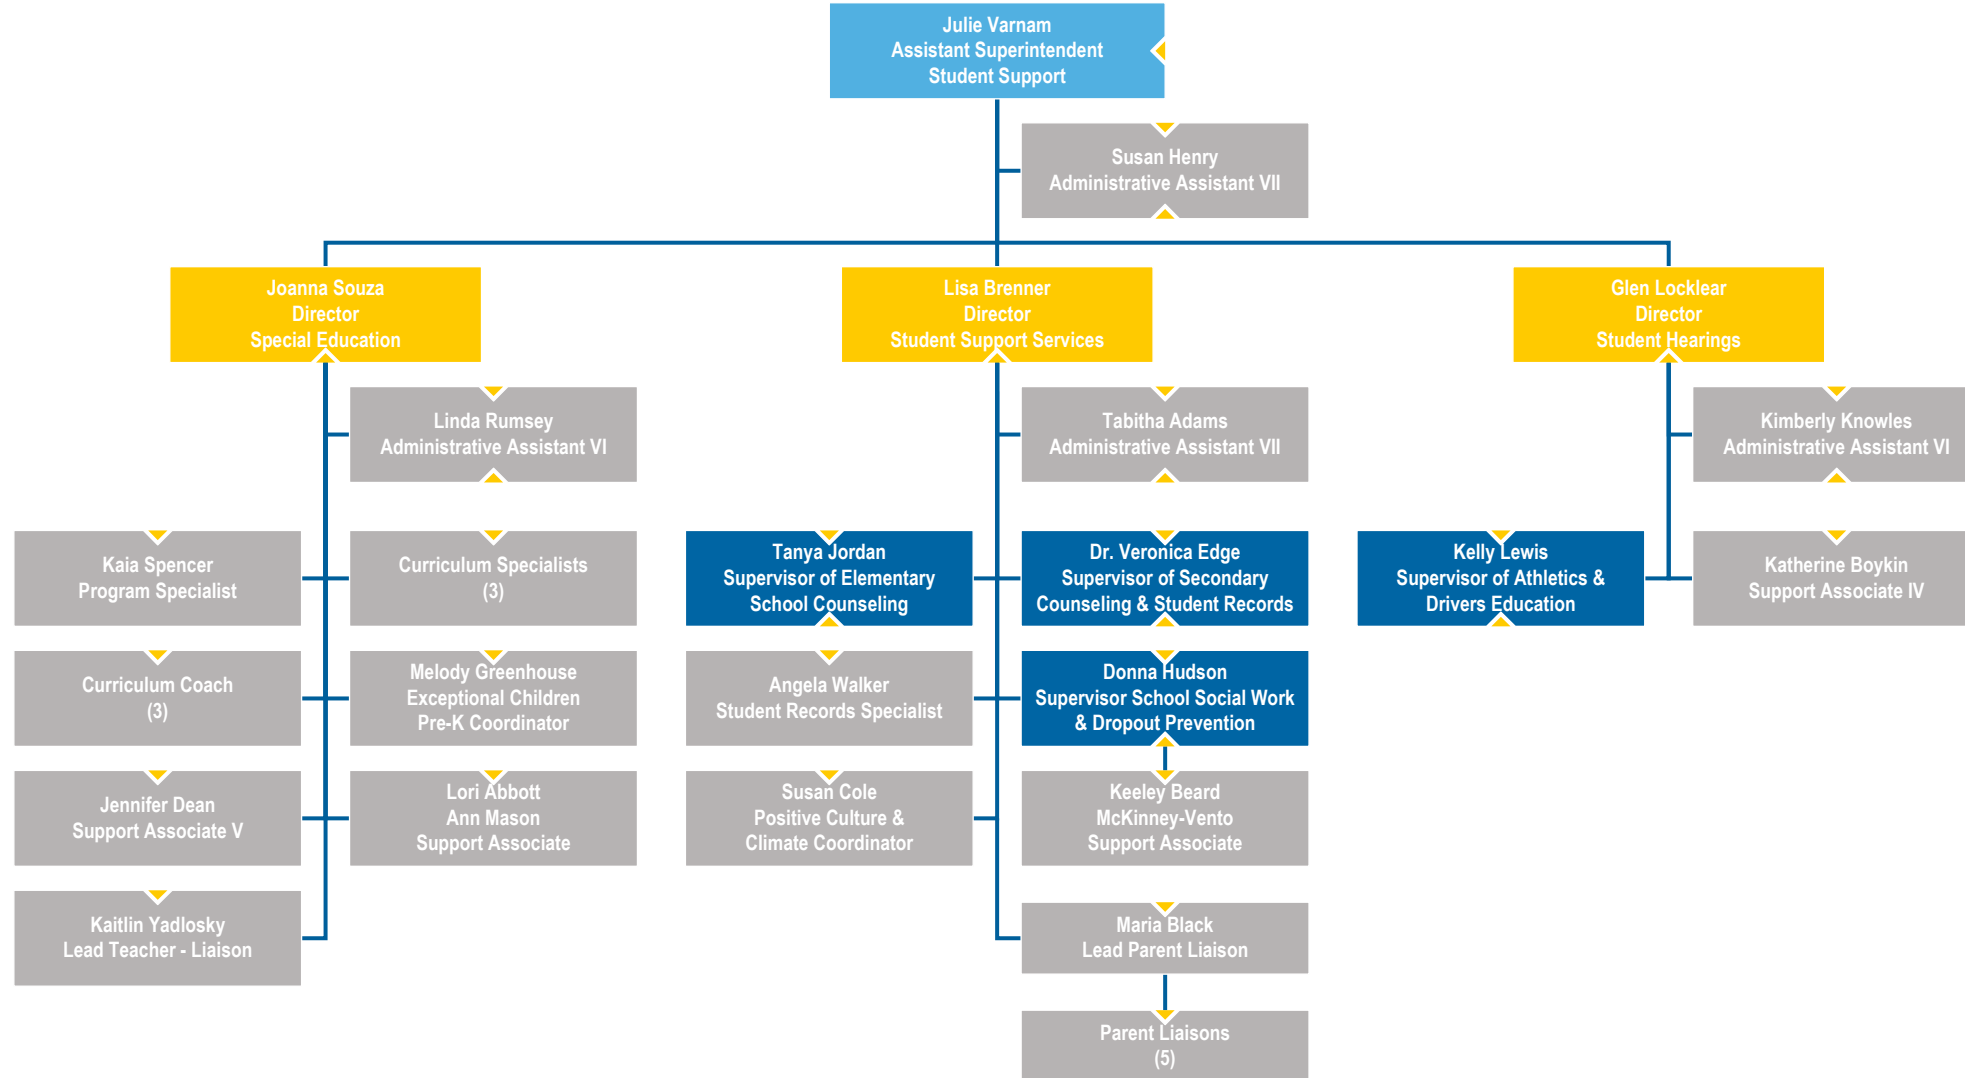 Julie Varnam
Assistant Superintendent
Student Support
Susan Henry
Administrative Assistant VII
Joanna Souza
Director
Special Education
Lisa Brenner
Director
Student Support Services
Glen Locklear
Director
Student Hearings
Linda Rumsey
Administrative Assistant VI
Tabitha Adams
Administrative Assistant VII
Kimberly Knowles
Administrative Assistant VI
Kaia Spencer
Program Specialist
Curriculum Specialists
(3)
Tanya Jordan
Supervisor of Elementary
School Counseling
Dr. Veronica Edge
Supervisor of Secondary
Counseling & Student Records
Kelly Lewis
Supervisor of Athletics &
Drivers Education
Katherine Boykin
Support Associate IV
Curriculum Coach
(3)
Melody Greenhouse
Exceptional Children
Pre-K Coordinator
Angela Walker
Student Records Specialist
Donna Hudson
Supervisor School Social Work
& Dropout Prevention
Jennifer Dean
Support Associate V
Lori Abbott
Ann Mason
Support Associate
Susan Cole
Positive Culture &
Climate Coordinator
Keeley Beard
McKinney-Vento
Support Associate
Kaitlin Yadlosky
Lead Teacher - Liaison
Maria Black
Lead Parent Liaison
Parent Liaisons
(5)